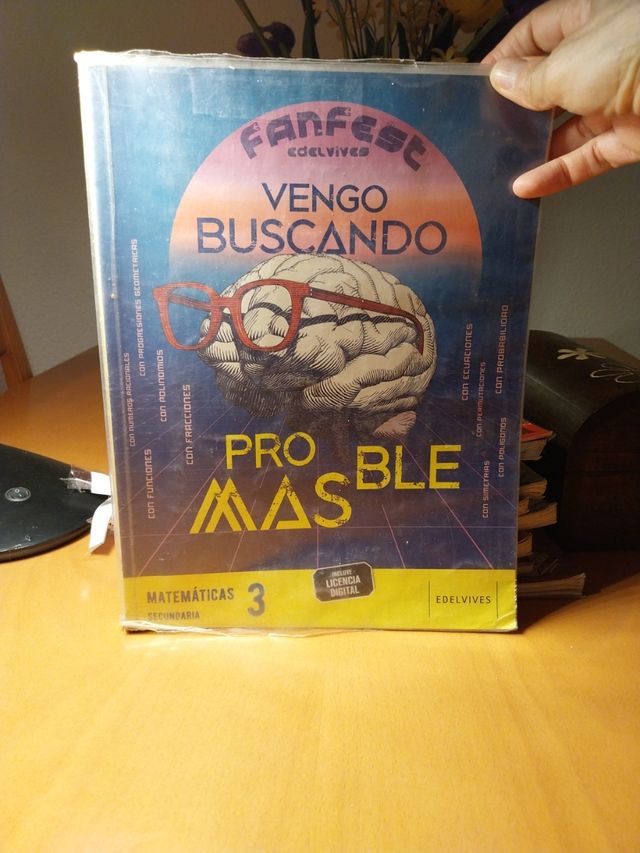 FANFEST
EDELVIVES
VENGO
BUSCANDO
CON NÚMEROS RACIONALES
CON PROGRESIONES GEOMÉTRICAS
CON POLINOMIOS
CON FRACCIONES
CON FUNCIONES
CON ECUACIONES
CON PERMUTACIONES
CON PROBABILIDAD
CON SIMETRÍAS
CON POLÍGONOS
PRO BLE
MAS
MATEMÁTICAS 3
SECUNDARIA
INCLUYE
LICENCIA
DIGITAL
EDELVIVES